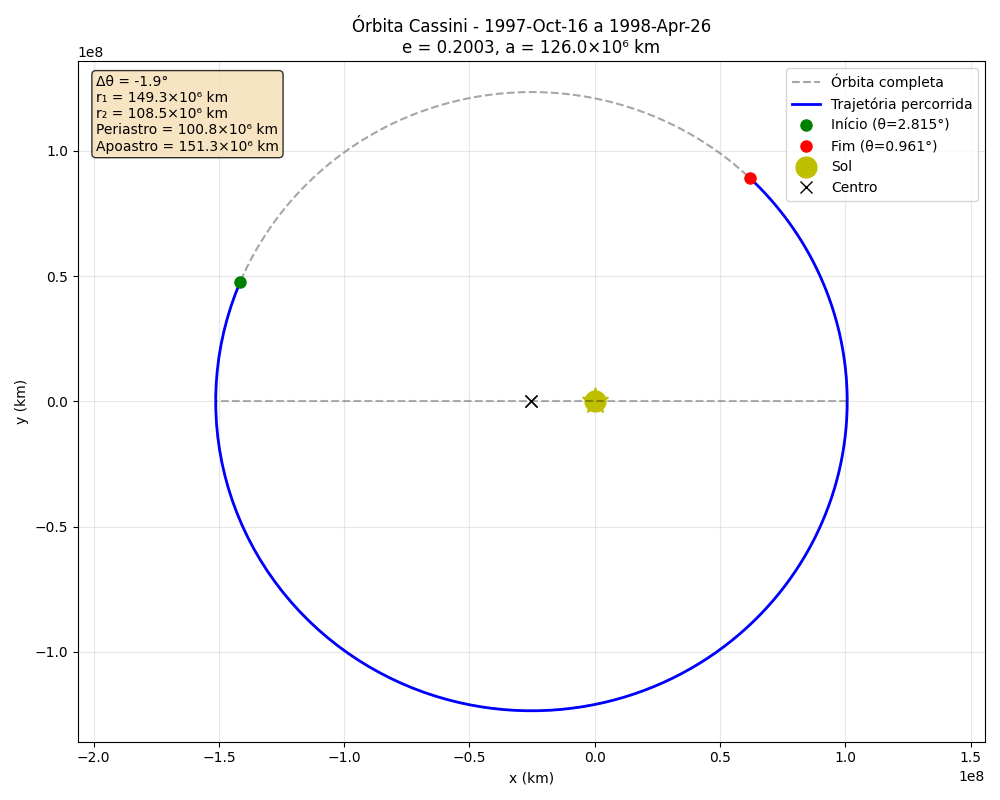 Órbita Cassini - 1997-Oct-16 a 1998-Apr-26
e = 0.2003, a = 126.0×10⁶ km
1e8
Δθ = -1.9°
r₁ = 149.3×10⁶ km
r₂ = 108.5×10⁶ km
Periastro = 100.8×10⁶ km
Apoastro = 151.3×10⁶ km
Órbita completa
Trajetória percorrida
Início (θ=2.815°)
Fim (θ=0.961°)
Sol
Centro
1.0
0.5
0.0
−0.5
−1.0
y (km)
−2.0 −1.5 −1.0 −0.5 0.0 0.5 1.0 1.5
x (km)
1e8